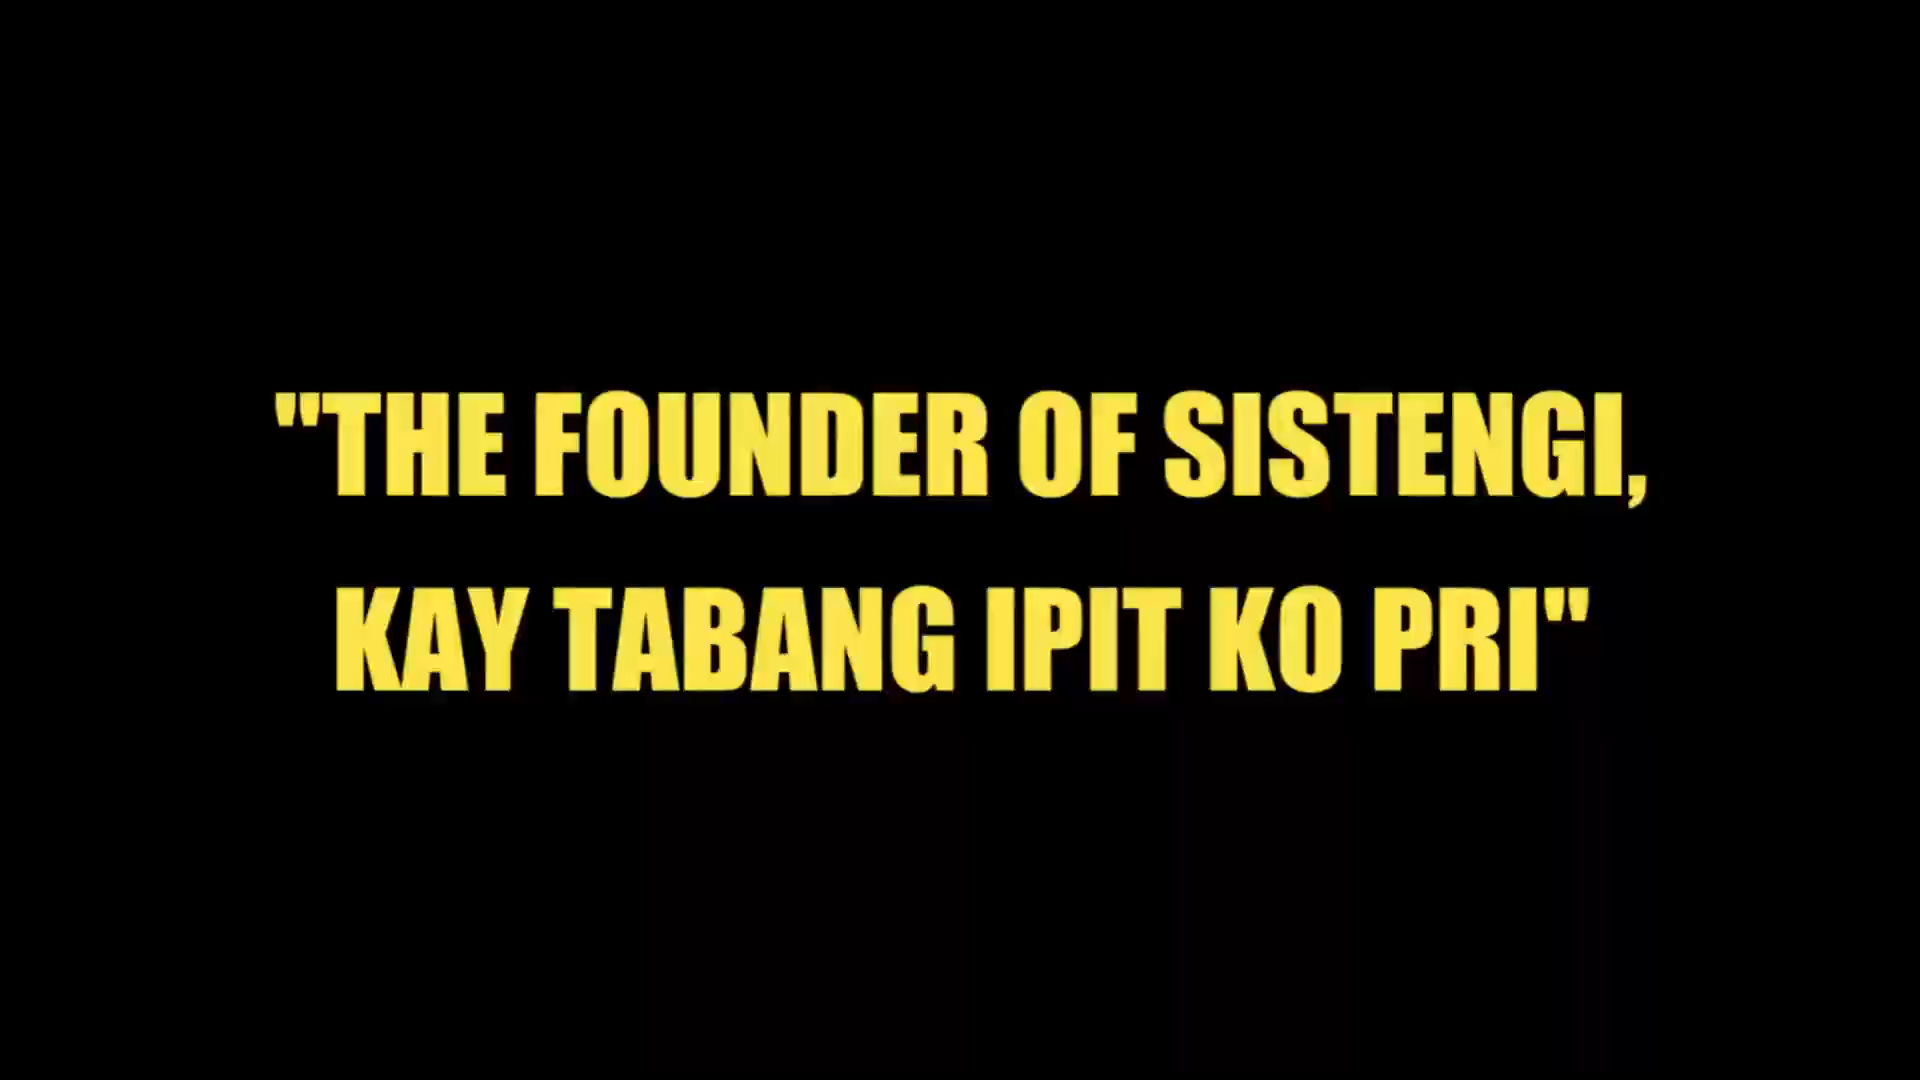 "THE FOUNDER OF SISTENGI,
KAY TABANG IPIT KO PRI"